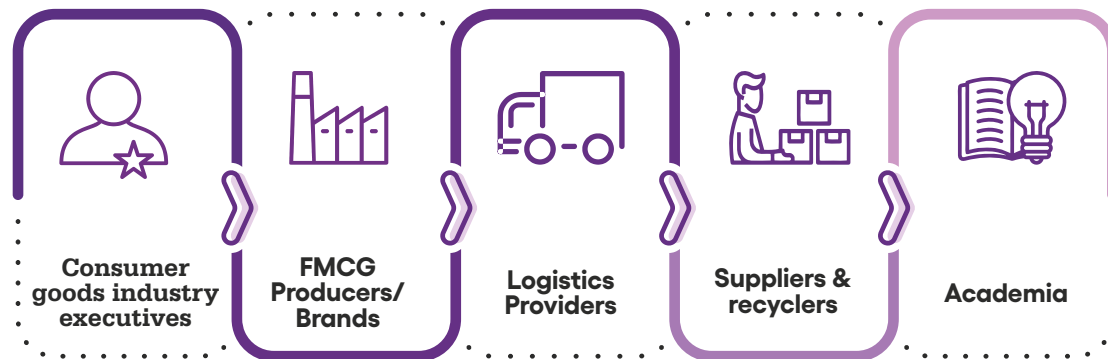 Consumer
goods industry
executives
FMCG
Producers/
Brands
Logistics
Providers
Suppliers &
recyclers
Academia